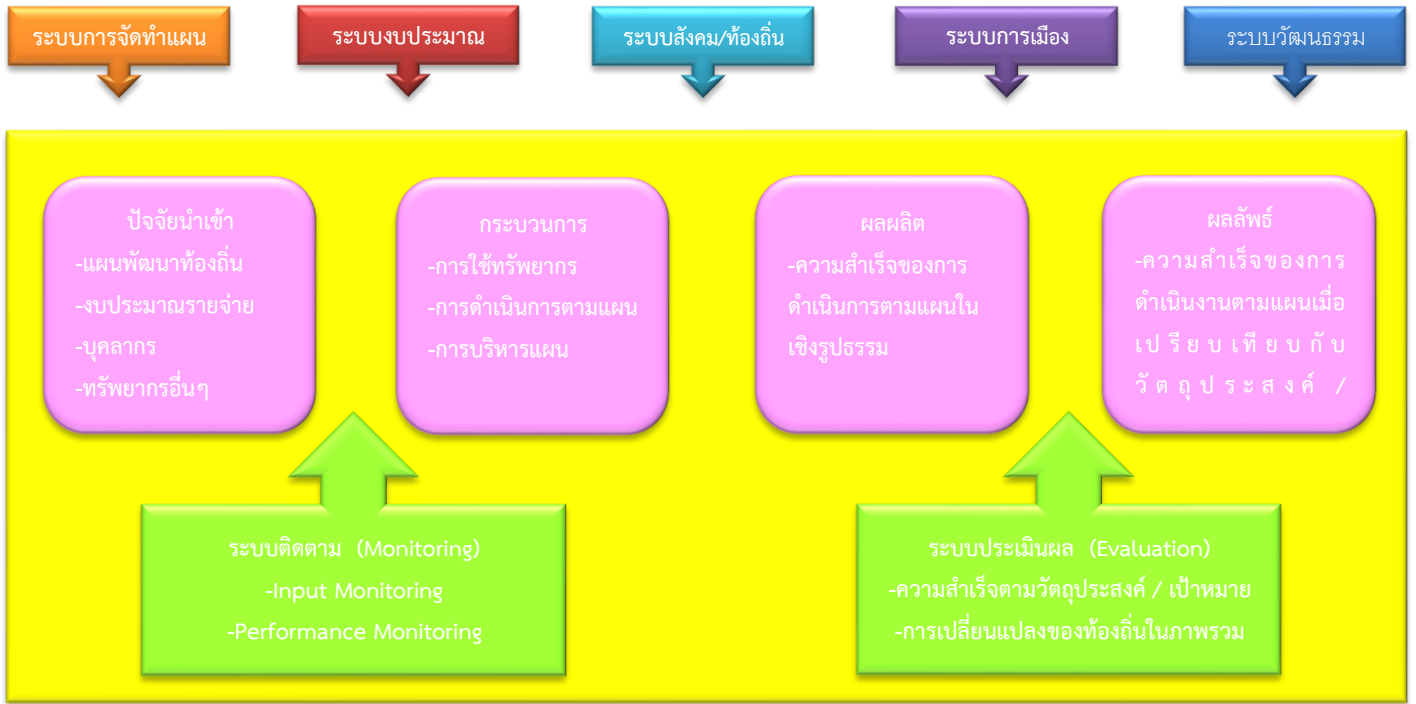 ระบบการจัดทำแผน
ระบบงบประมาณ
ระบบสังคม/ท้องถิ่น
ระบบการเมือง
ระบบวัฒนธรรม
ปัจจัยนำเข้า
-แผนพัฒนาท้องถิ่น
-งบประมาณรายจ่าย
-บุคลากร
-ทรัพยากรอื่นๆ
กระบวนการ
-การใช้ทรัพยากร
-การดำเนินการตามแผน
-การบริหารแผน
ผลผลิต
-ความสำเร็จของการ
ดำเนินการตามแผนใน
เชิงรูปธรรม
ผลลัพธ์
-ความสำเร็จของการ
ดำเนินงานตามแผนเมื่อ
เปรียบเทียบกับ
วัตถุประสงค์ /
ระบบติดตาม (Monitoring)
-Input Monitoring
-Performance Monitoring
ระบบประเมินผล (Evaluation)
-ความสำเร็จตามวัตถุประสงค์ / เป้าหมาย
-การเปลี่ยนแปลงของท้องถิ่นในภาพรวม